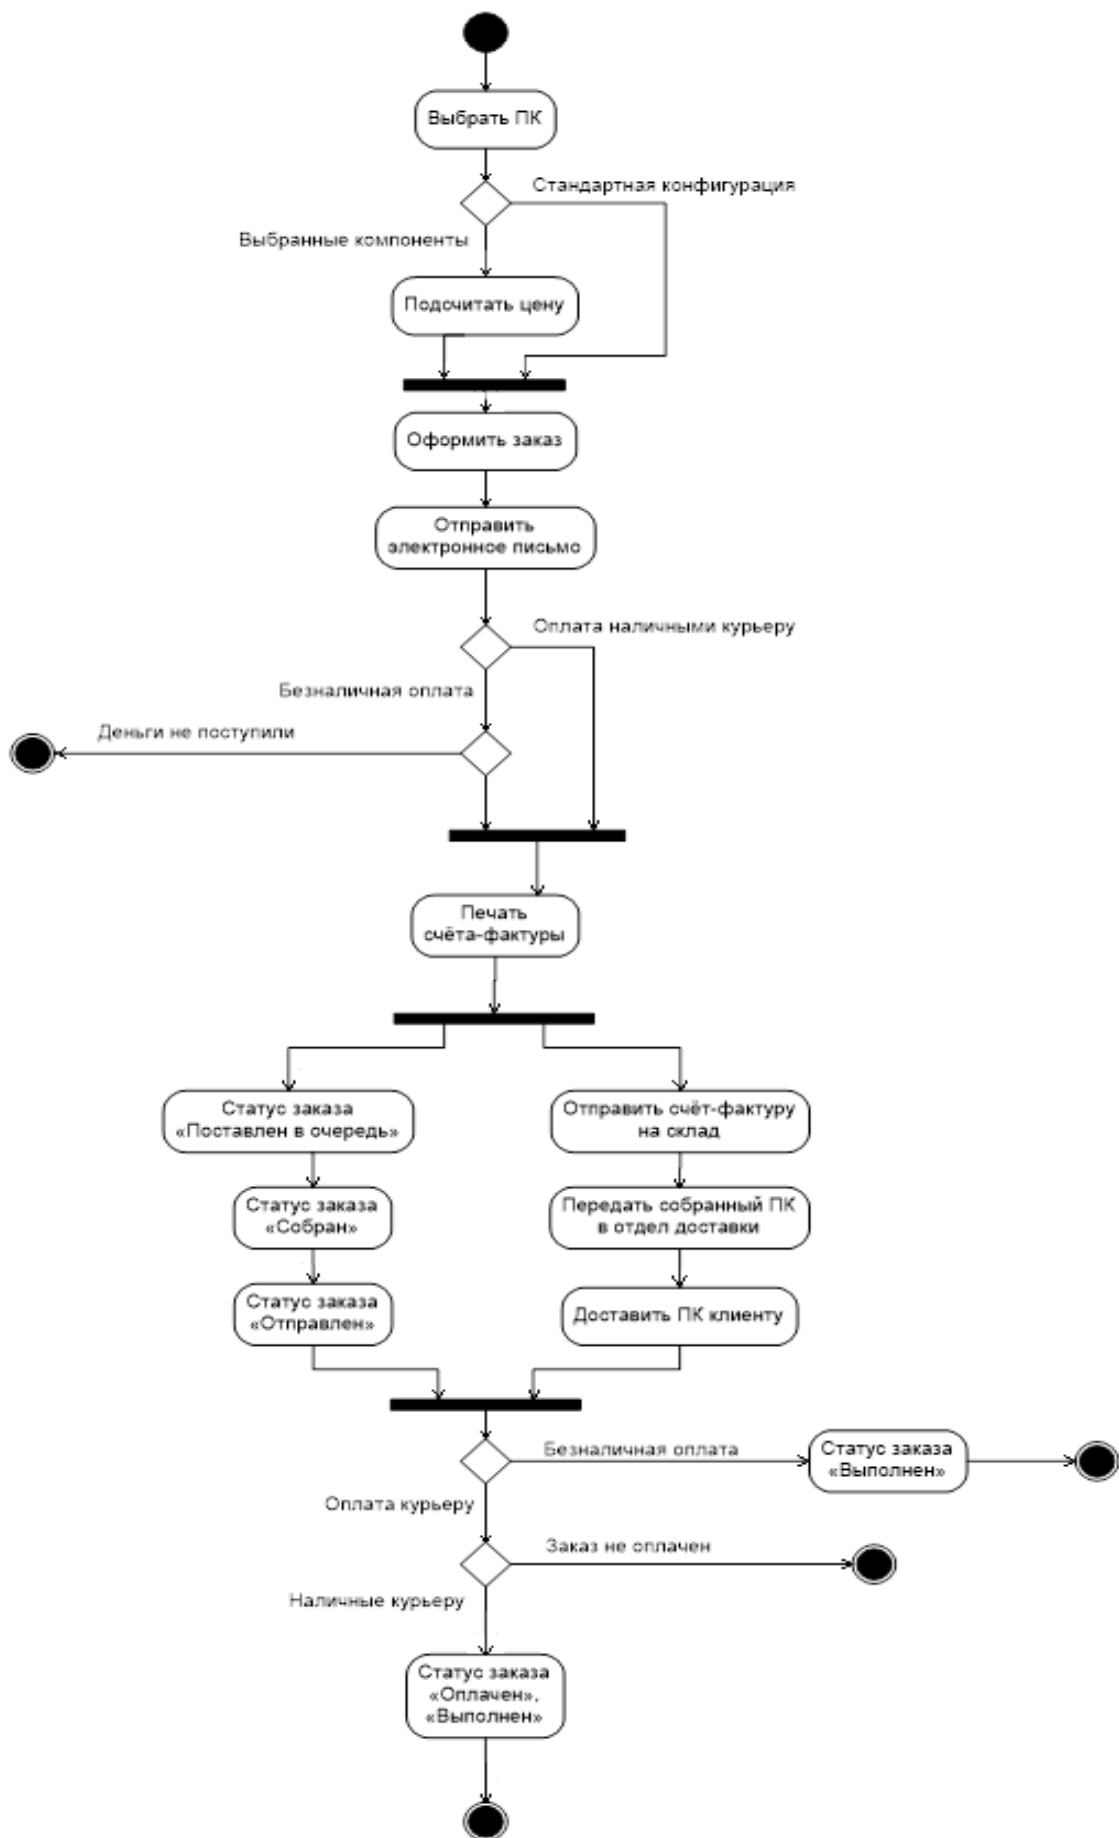 Выбрать ПК
Стандартная конфигурация
Выбранные компоненты
Подсчитать цену
Оформить заказ
Отправить
электронное письмо
Оплата наличными курьеру
Безналичная оплата
Деньги не поступили
Печать
счёта-фактуры
Статус заказа
«Поставлен в очередь»
Отправить счёт-фактуру
на склад
Статус заказа
«Собран»
Передать собранный ПК
в отдел доставки
Статус заказа
«Отправлен»
Доставить ПК клиенту
Безналичная оплата
Статус заказа
«Выполнен»
Оплата курьеру
Заказ не оплачен
Наличные курьеру
Статус заказа
«Оплачен»,
«Выполнен»